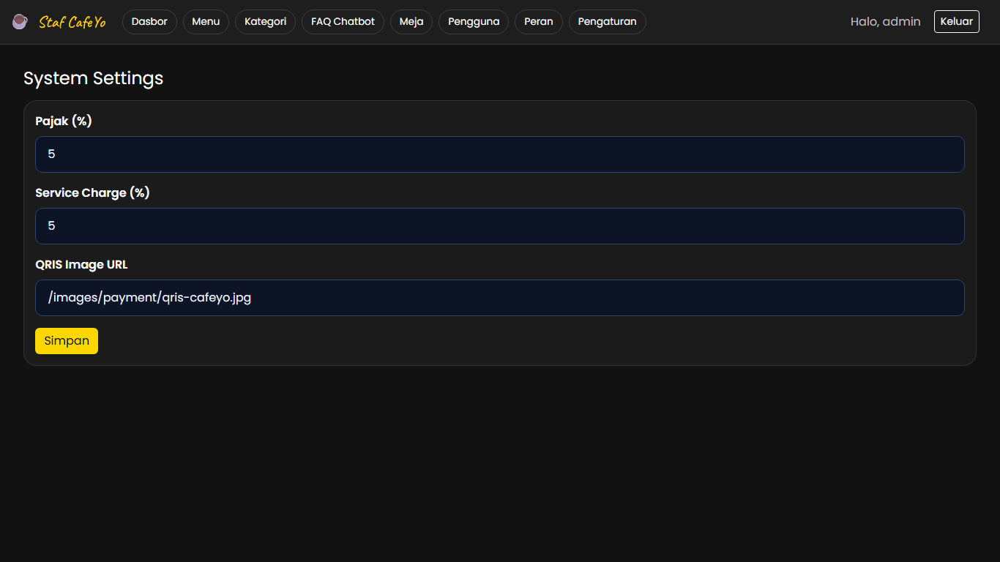 Staf CafeYo Dasbor Menu Kategori FAQ Chatbot Meja Pengguna Peran Pengaturan Halo, admin Keluar
System Settings
Pajak (%)
5
Service Charge (%)
5
QRIS Image URL
/images/payment/qris-cafeyo.jpg
Simpan